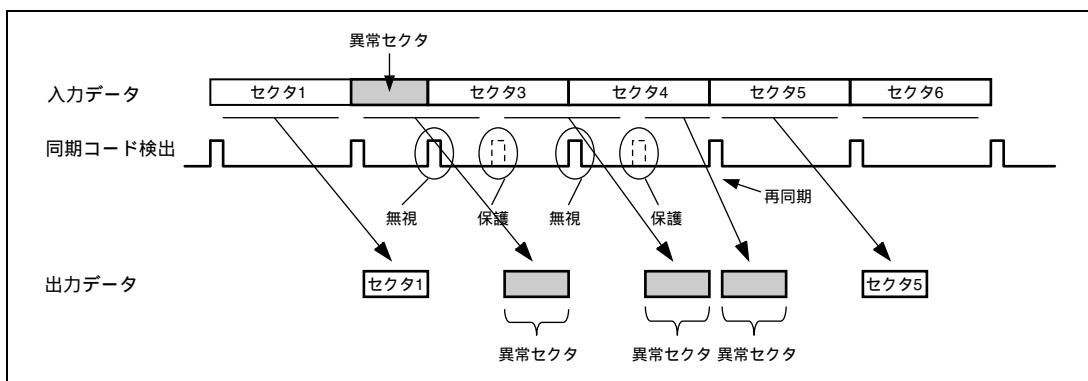 異常セクタ
入力データ
セクタ1
セクタ3
セクタ4
セクタ5
セクタ6
同期コード検出
無視
保護
無視
保護
再同期
出力データ
セクタ1
セクタ5
異常セクタ
異常セクタ
異常セクタ